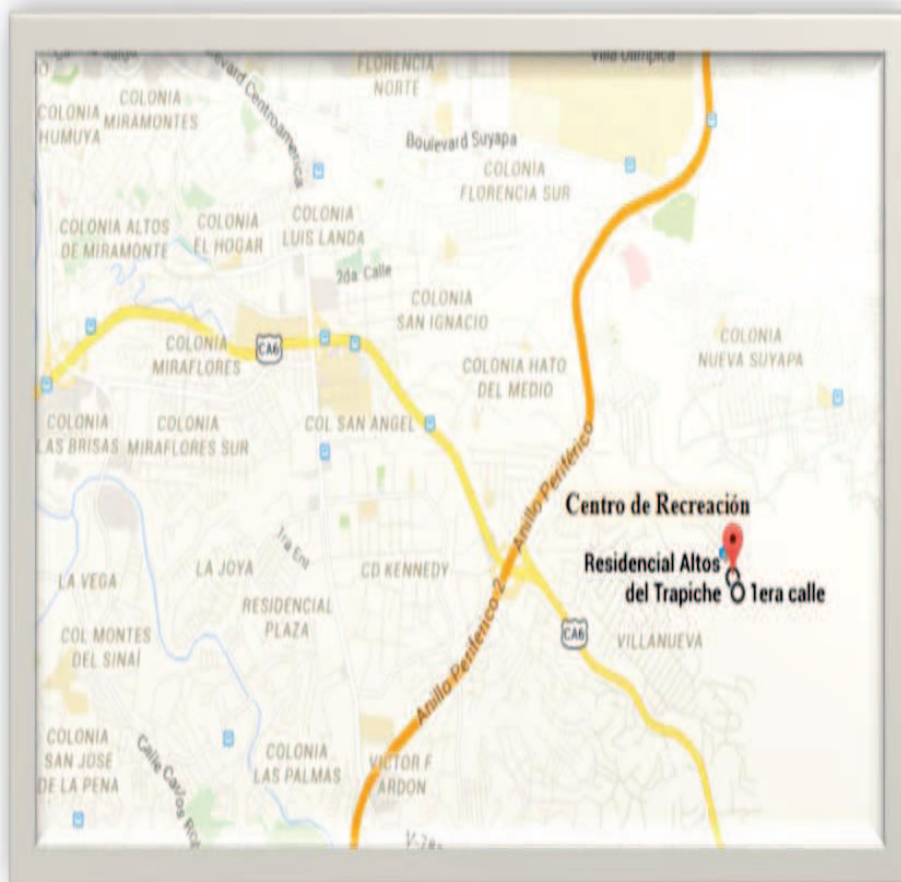 FLORENCIA
NORTE
Villa Olímpica
COLONIA
MIRAMONTES
COLONIA
HUMUYA
Boulevard Suyapa
COLONIA
FLORENCIA SUR
COLONIA ALTOS
DE MIRAMONTE
COLONIA
EL HOGAR
COLONIA
LUIS LANDA
2da Calle
COLONIA
SAN IGNACIO
COLONIA
MIRAFLORES
CA6
COLONIA HATO
DEL MEDIO
COLONIA
NUEVA SUYAPA
COLONIA
LAS BRISAS
COLONIA
MIRAFLORES SUR
COL SAN ANGEL
Anillo Periférico
Centro de Recreación
1ra Ent
Residencial Altos
del Trapiche
1era calle
LA VEGA
LA JOYA
CD KENNEDY
RESIDENCIAL
PLAZA
Anillo Periférico 2
CA6
VILLANUEVA
COL MONTES
DEL SINAÍ
COLONIA
SAN JOSE
DE LA PENA
COLONIA
LAS PALMAS
VICTOR F
ARDON